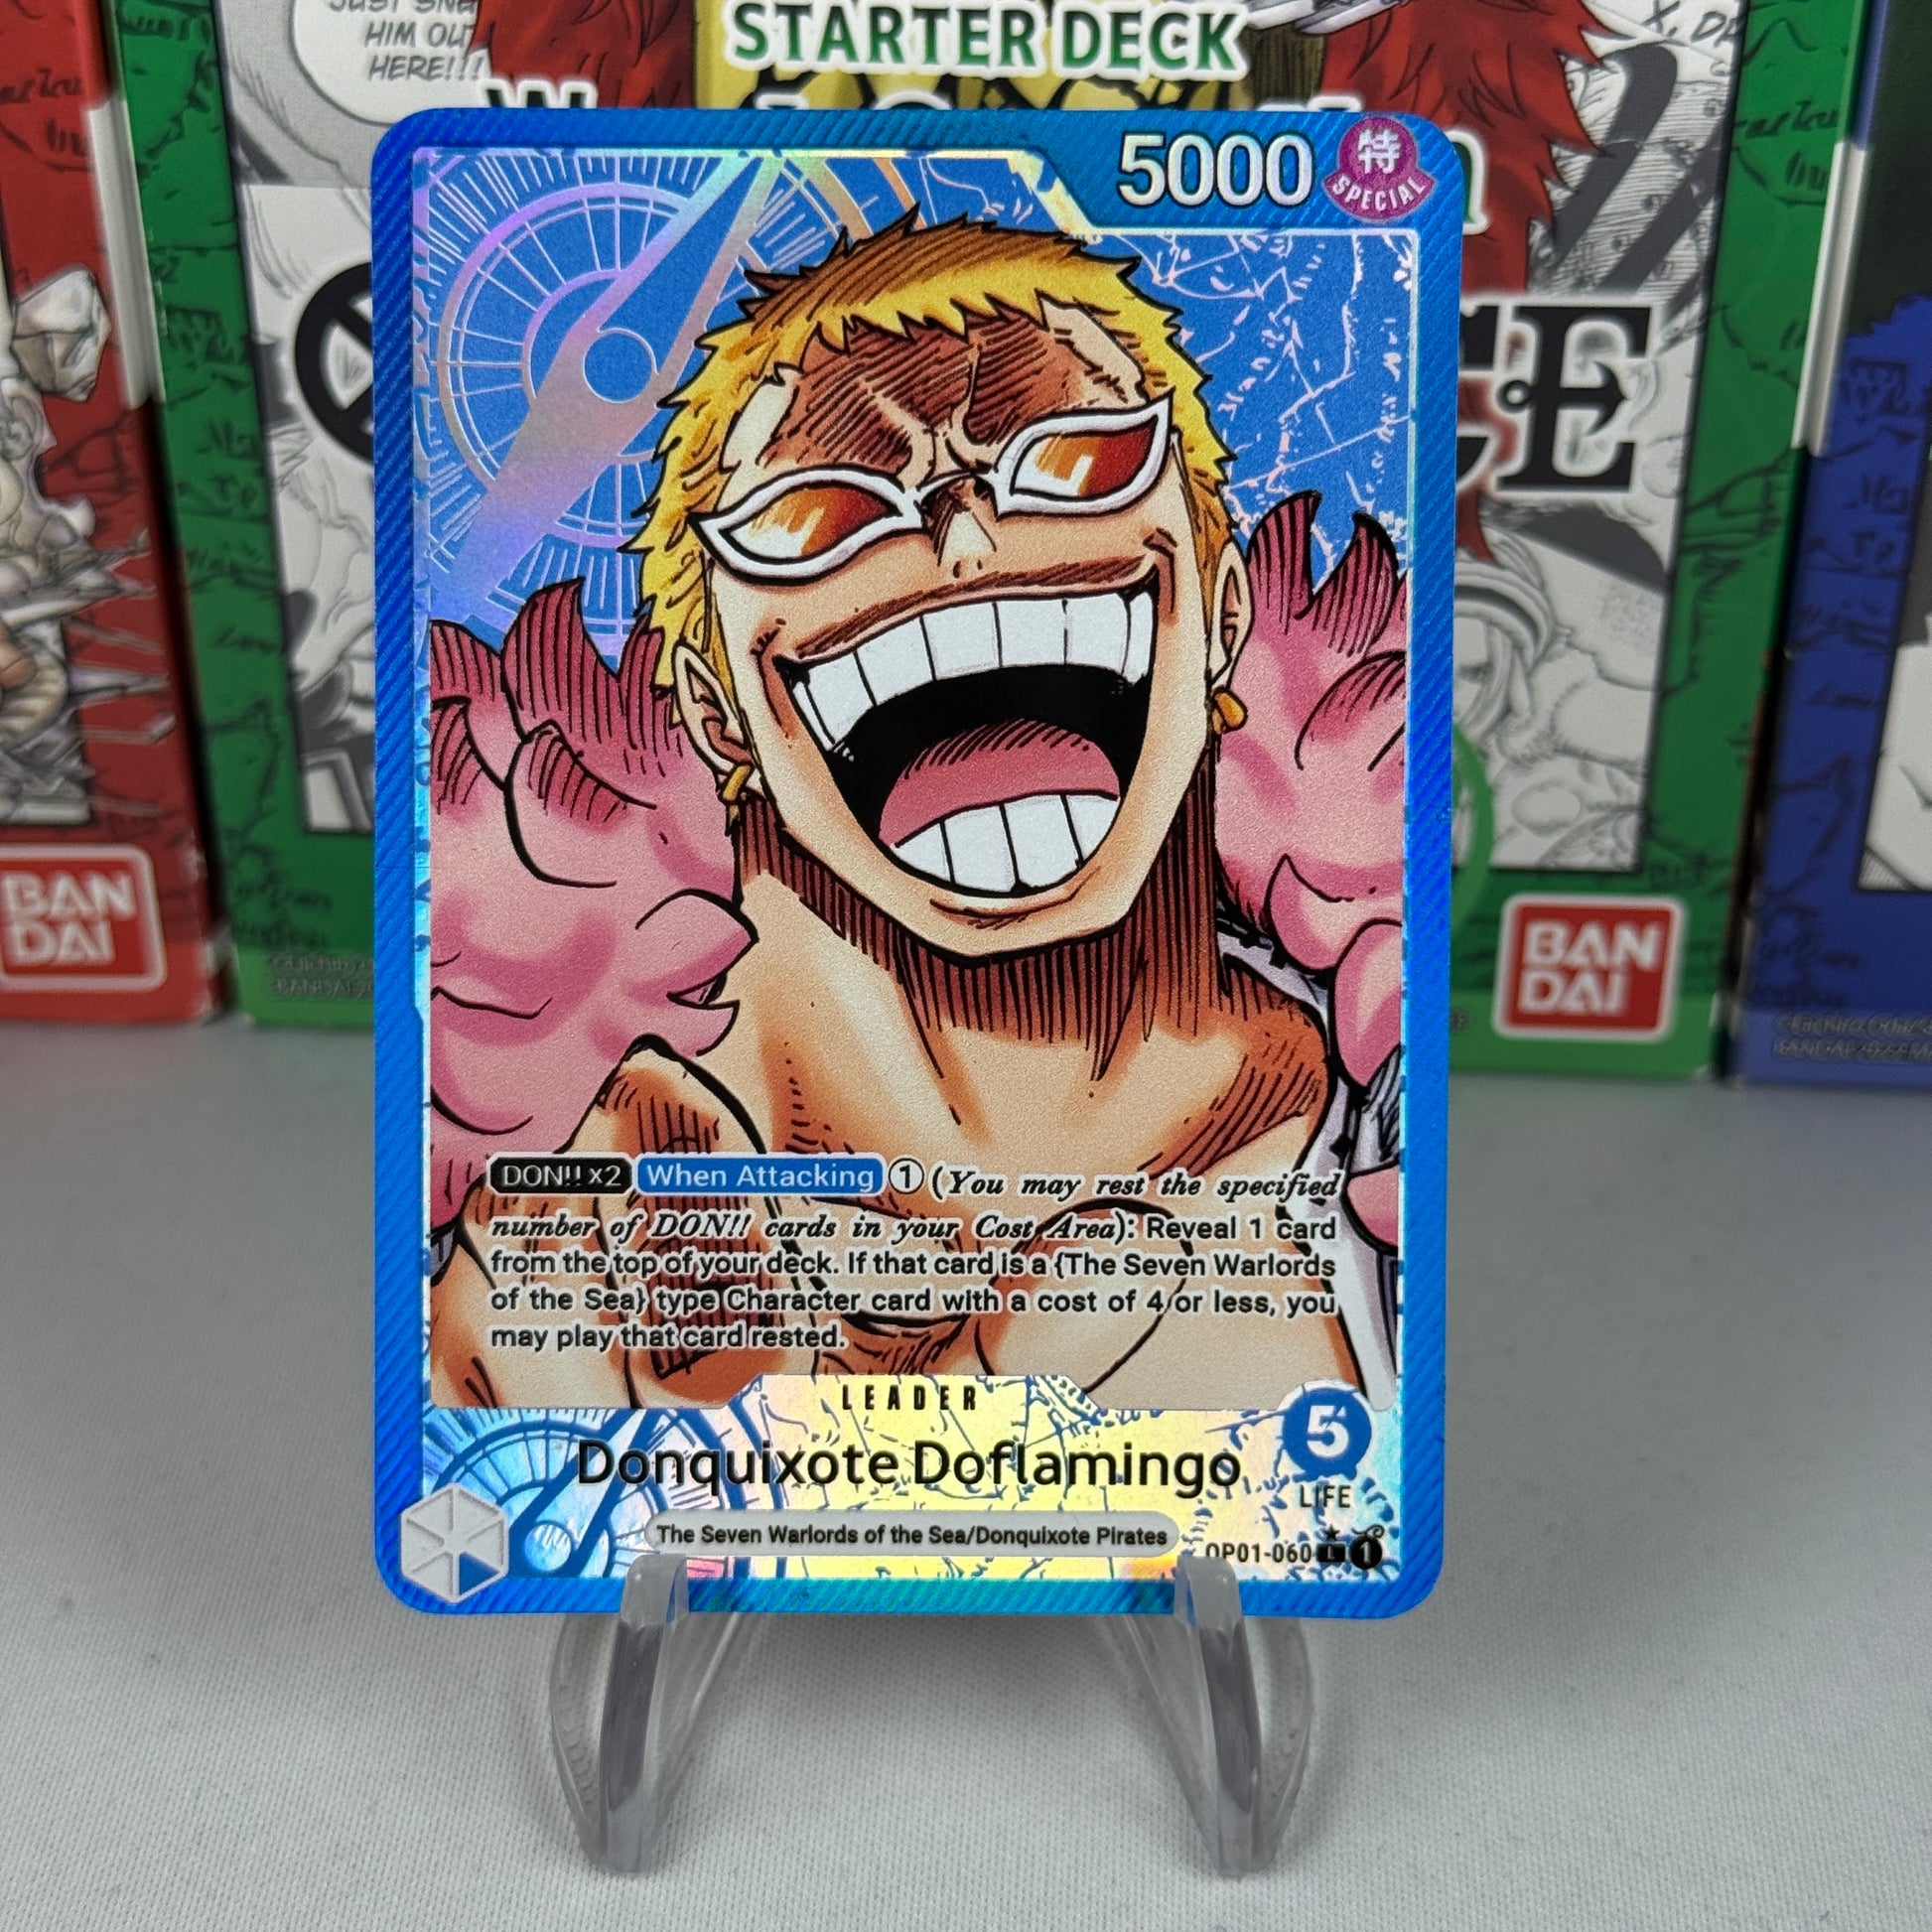 HIM OUT
HERE!!!
STARTER DECK
5000
特
SPECIAL
BAN
DAI
BAN
DAI
DON!! x2 When Attacking ① (You may rest the specified
number of DON!! cards in your Cost Area): Reveal 1 card
from the top of your deck. If that card is a {The Seven Warlords
of the Sea} type Character card with a cost of 4 or less, you
may play that card rested.
LEADER
5
Donquixote Doflamingo
LIFE
The Seven Warlords of the Sea/Donquixote Pirates
OP01-060 L 1